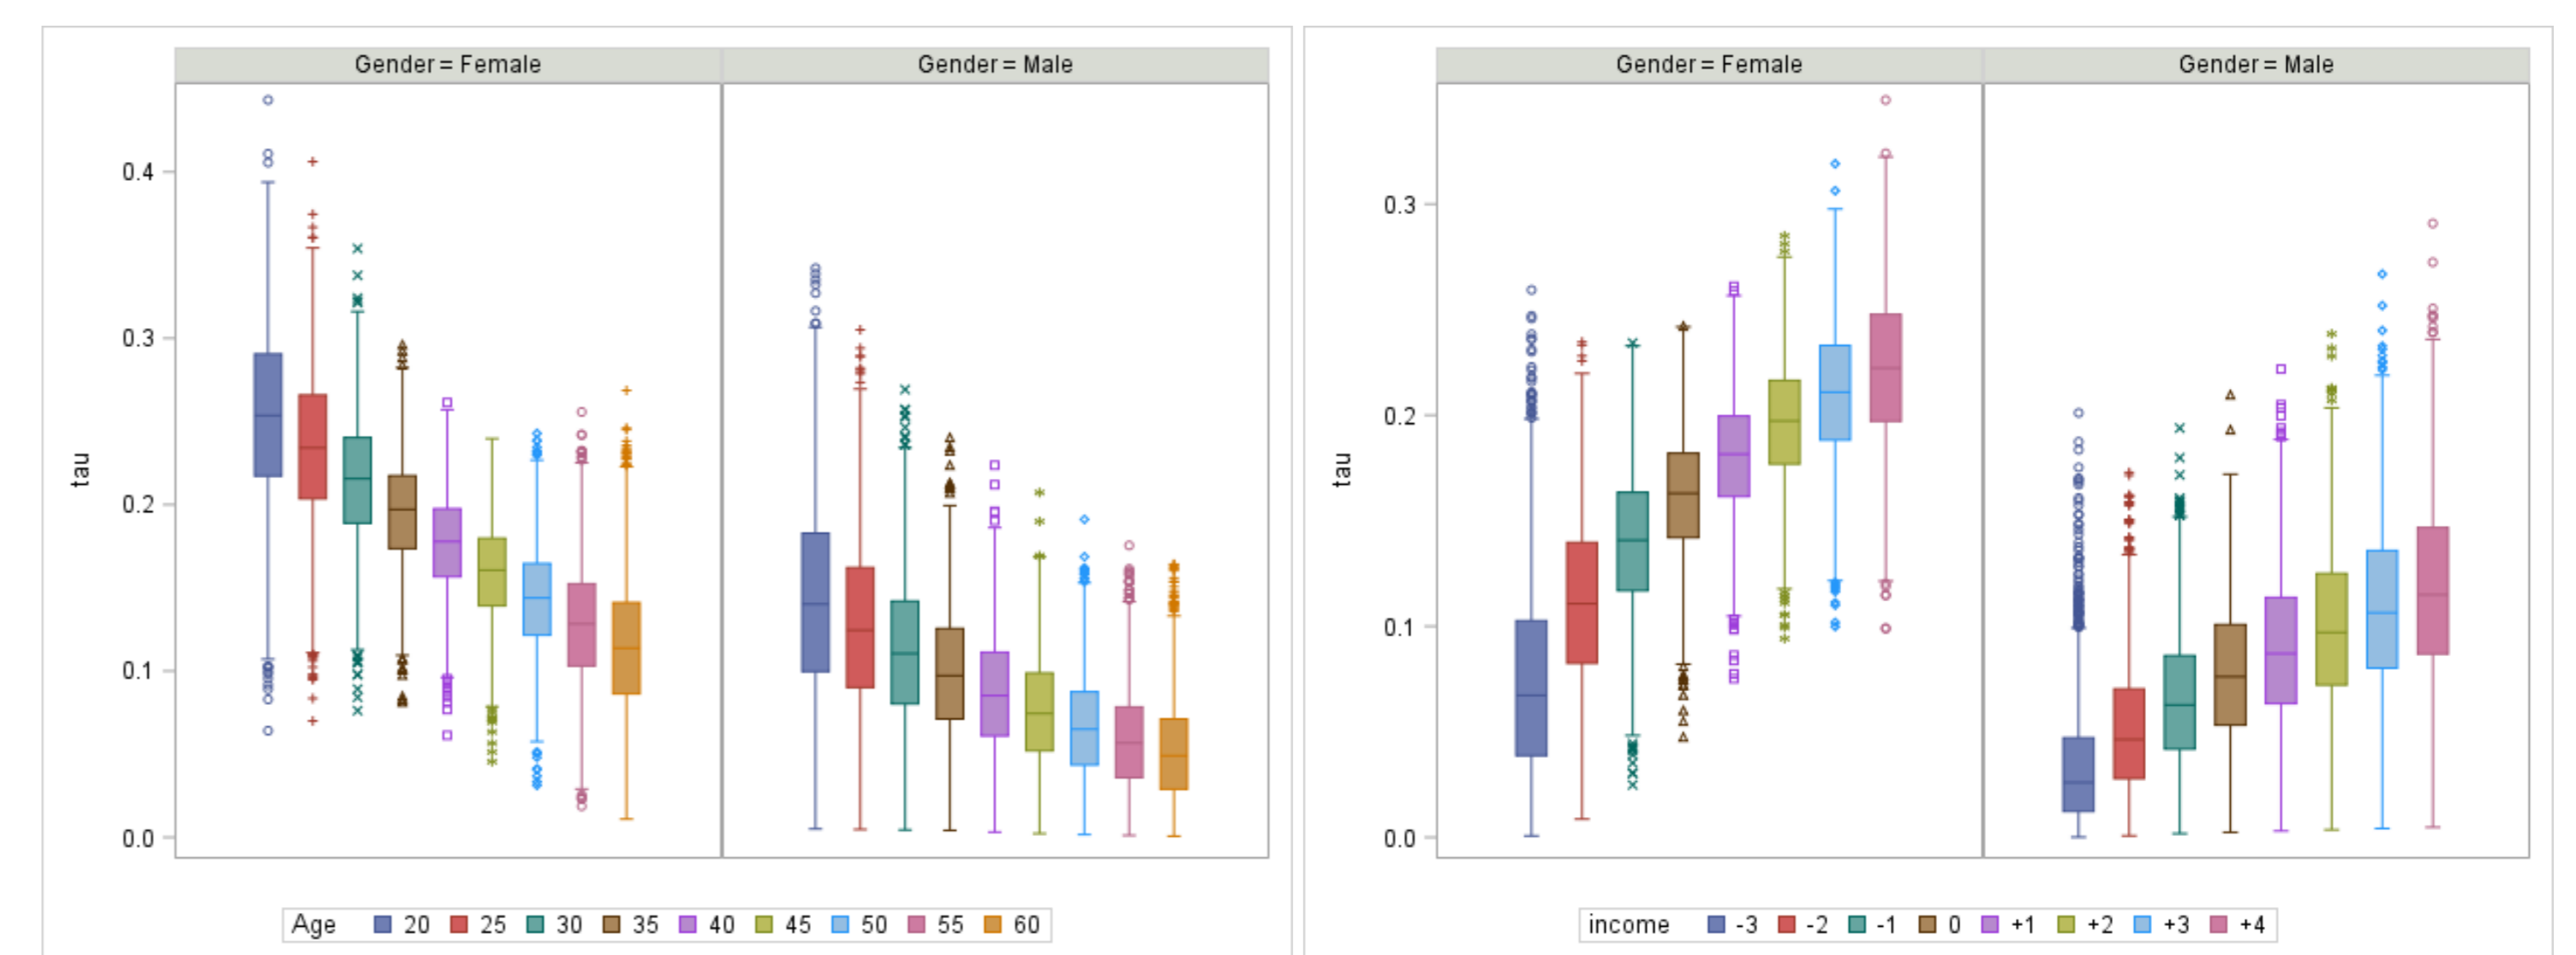 Gender = Female Gender = Male
0.4
0.3
0.2
0.1
0.0
tau
Age 20 25 30 35 40 45 50 55 60
Gender = Female Gender = Male
0.3
0.2
0.1
0.0
tau
income -3 -2 -1 0 +1 +2 +3 +4